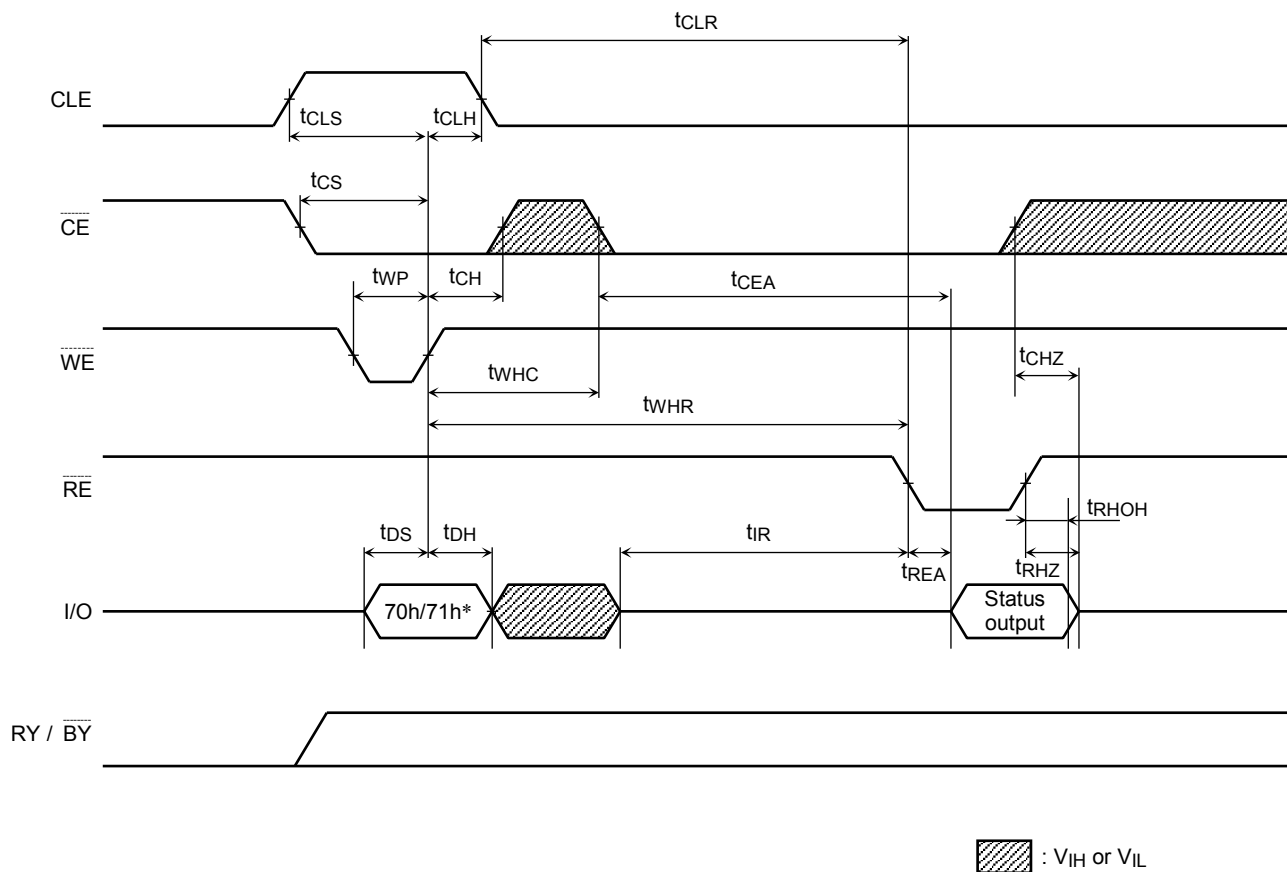 tCLR
CLE
tCLS
tCLH
tCS
CE
tWP
tCH
tCEA
WE
tCHZ
tWHC
tWHR
RE
tRHOH
tDS
tDH
tIR
tREA
tRHZ
I/O
70h/71h*
Status
output
RY / BY
: VIH or VIL